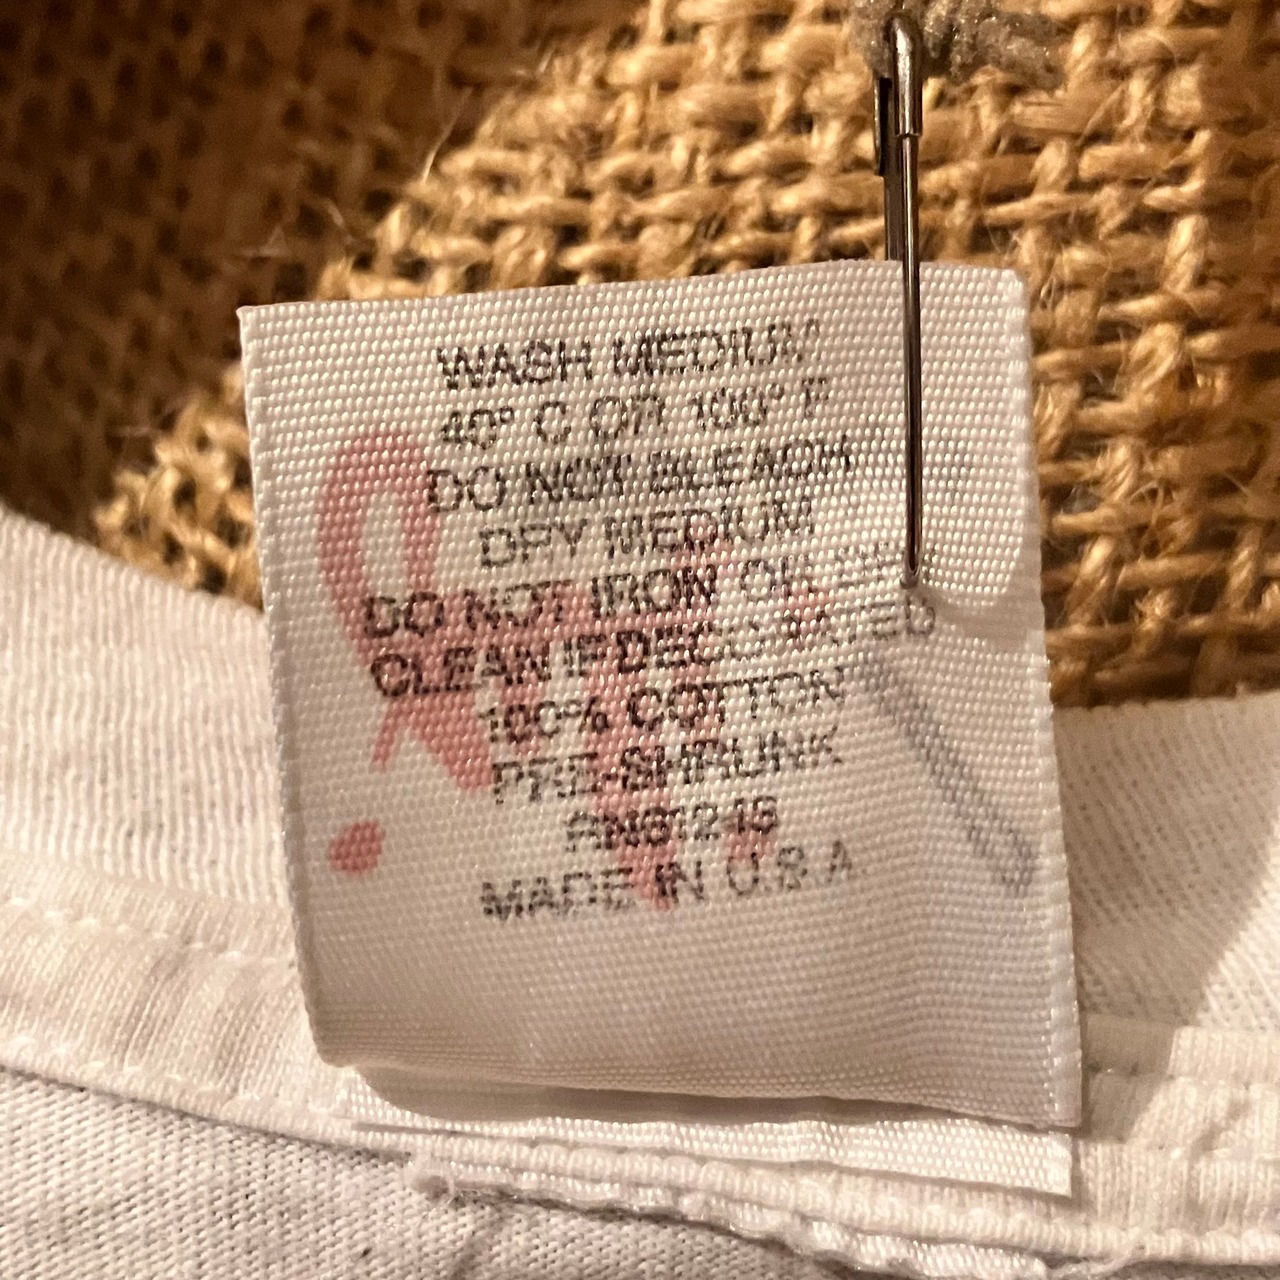 WASH MEDIUM
40° C OR 100° F
DO NOT BLEACH
DRY MEDIUM
DO NOT IRON OR
CLEAN IF DECORATED
100% COTTON
PRE-SHRUNK
MADE IN U.S.A